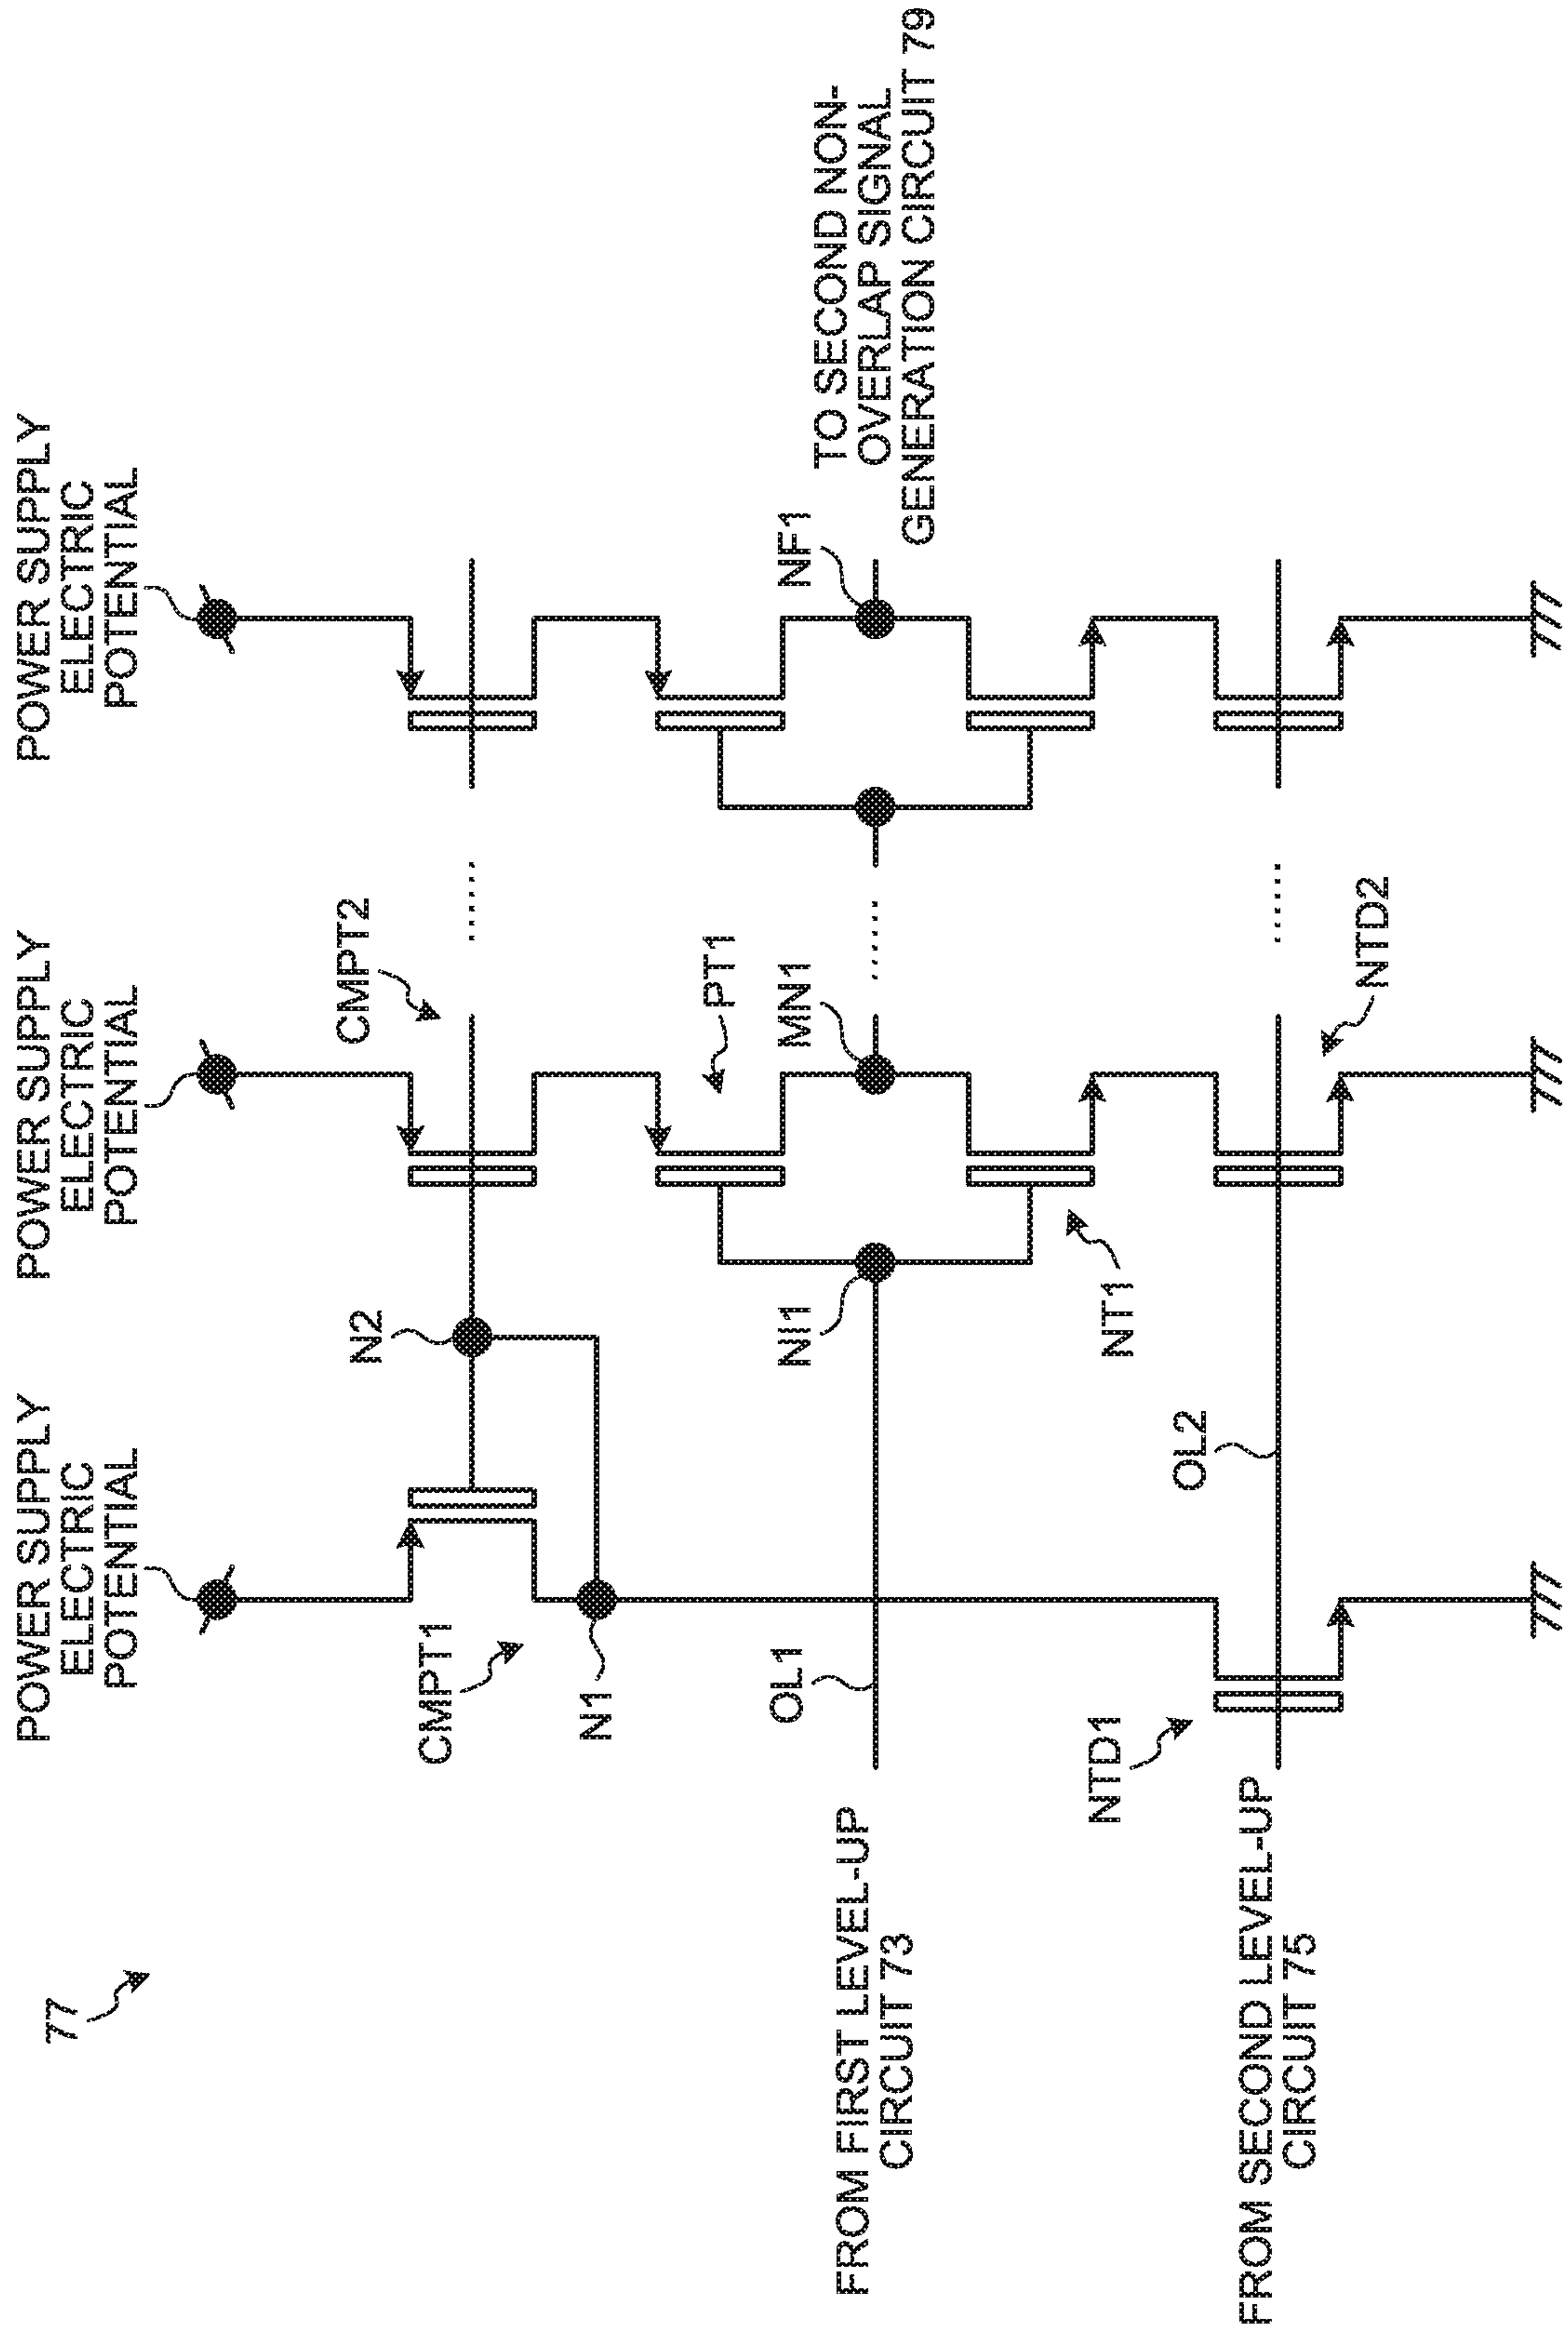 77
POWER SUPPLY
ELECTRIC
POTENTIAL
POWER SUPPLY
ELECTRIC
POTENTIAL
POWER SUPPLY
ELECTRIC
POTENTIAL
CMPT2
N2
CMPT1
N1
PT1
OL1
NI1
MN1
NF1
FROM FIRST LEVEL-UP
CIRCUIT 73
TO SECOND NON-
OVERLAP SIGNAL
GENERATION CIRCUIT 79
NT1
NTD1
OL2
NTD2
FROM SECOND LEVEL-UP
CIRCUIT 75